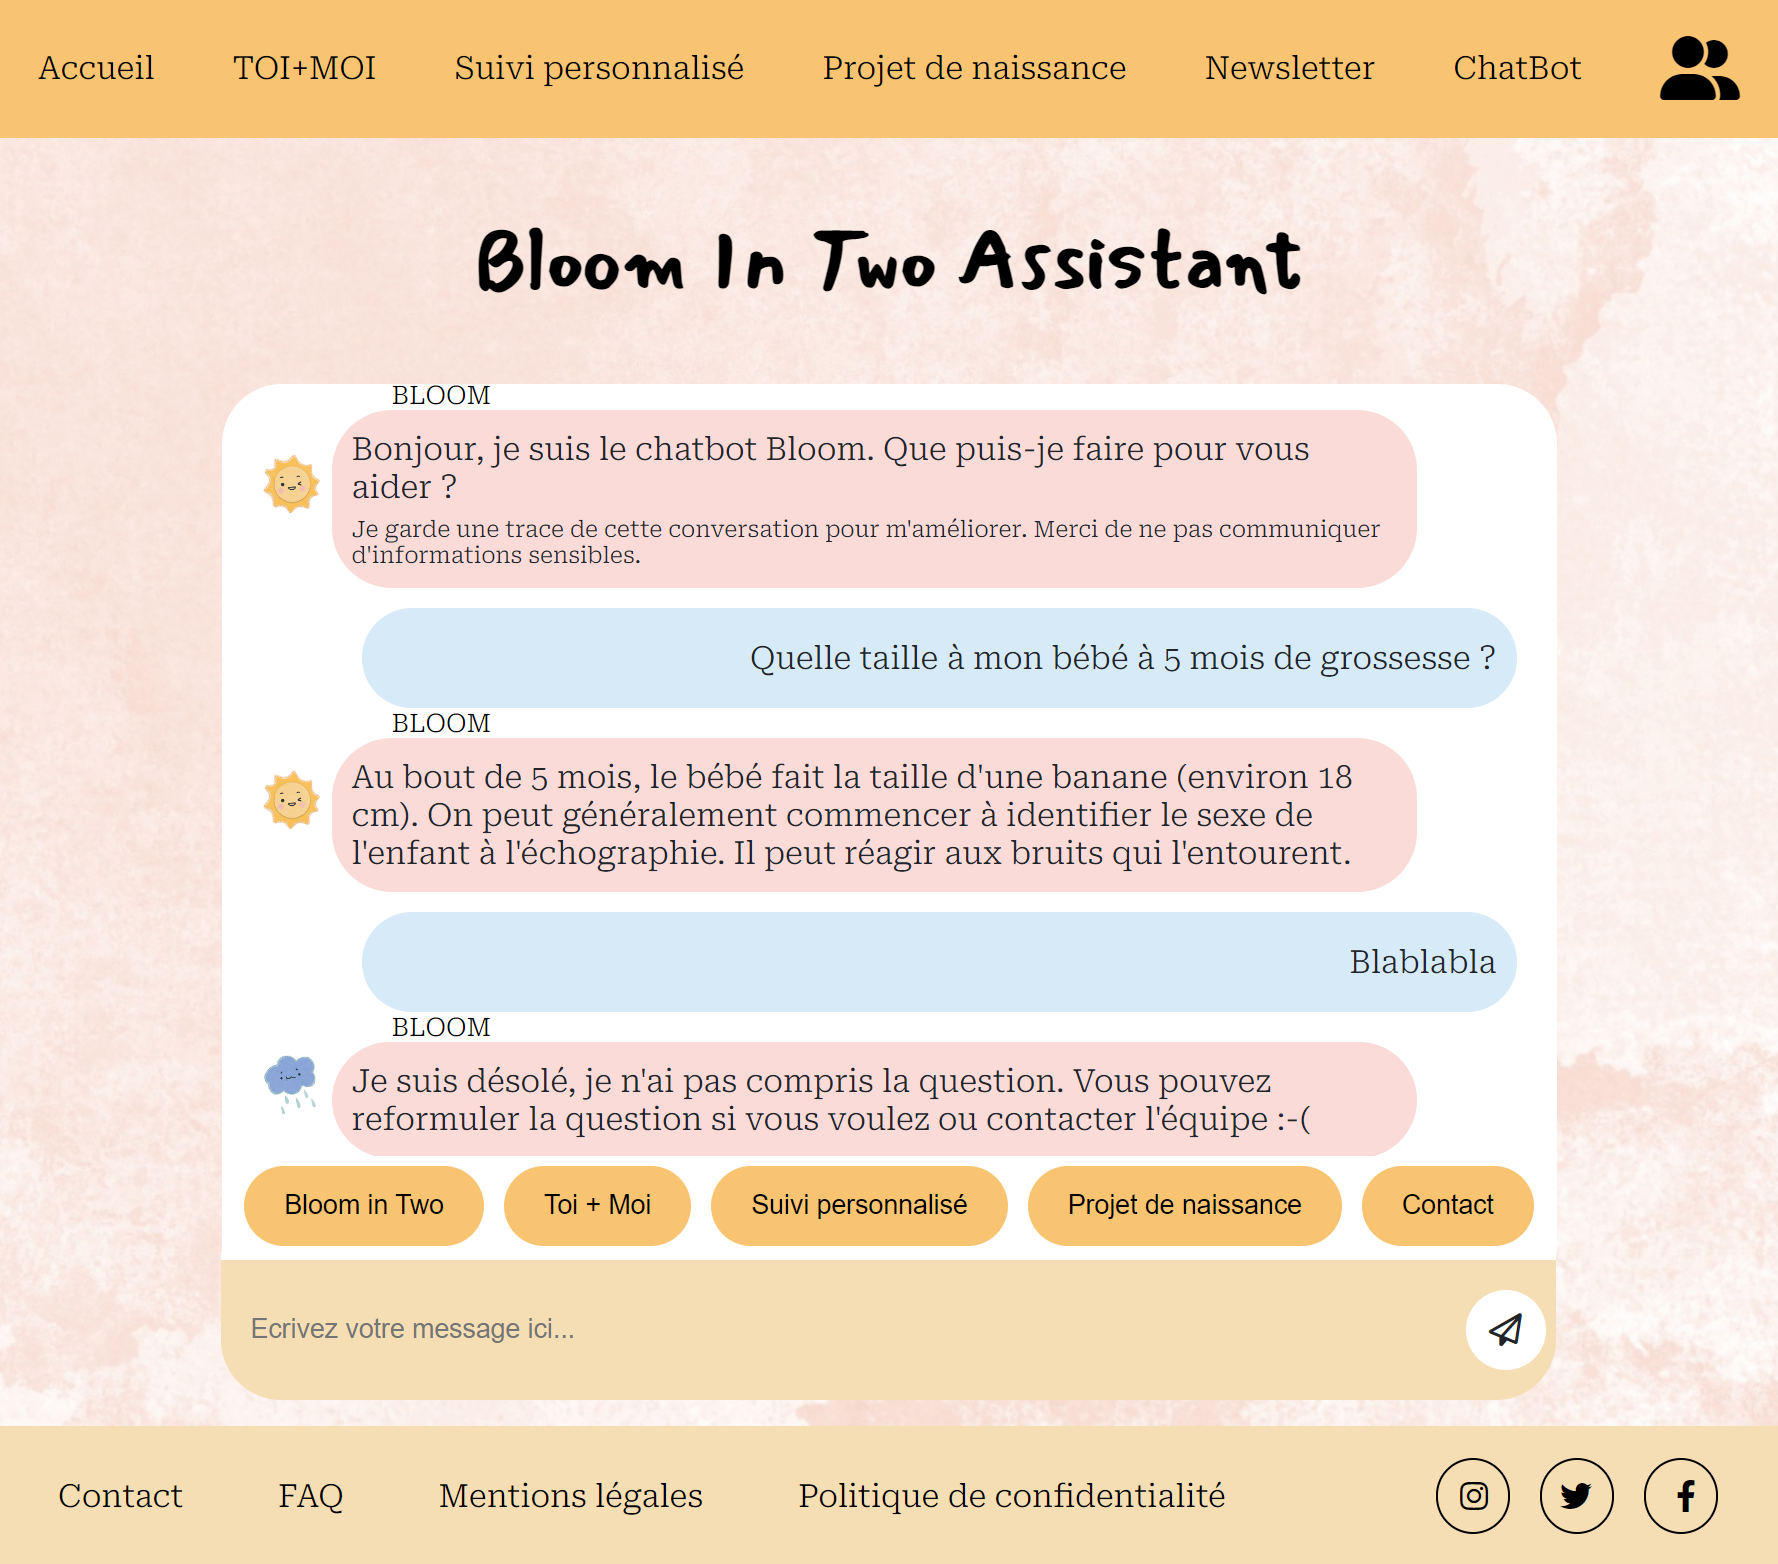 Accueil
TOI+MOI
Suivi personnalisé
Projet de naissance
Newsletter
ChatBot
Bloom In Two Assistant
BLOOM
Bonjour, je suis le chatbot Bloom. Que puis-je faire pour vous
aider ?
Je garde une trace de cette conversation pour m'améliorer. Merci de ne pas communiquer
d'informations sensibles.
Quelle taille à mon bébé à 5 mois de grossesse ?
BLOOM
Au bout de 5 mois, le bébé fait la taille d'une banane (environ 18
cm). On peut généralement commencer à identifier le sexe de
l'enfant à l'échographie. Il peut réagir aux bruits qui l'entourent.
Blablabla
BLOOM
Je suis désolé, je n'ai pas compris la question. Vous pouvez
reformuler la question si vous voulez ou contacter l'équipe :-(
Bloom in Two
Toi + Moi
Suivi personnalisé
Projet de naissance
Contact
Ecrivez votre message ici...
Contact
FAQ
Mentions légales
Politique de confidentialité